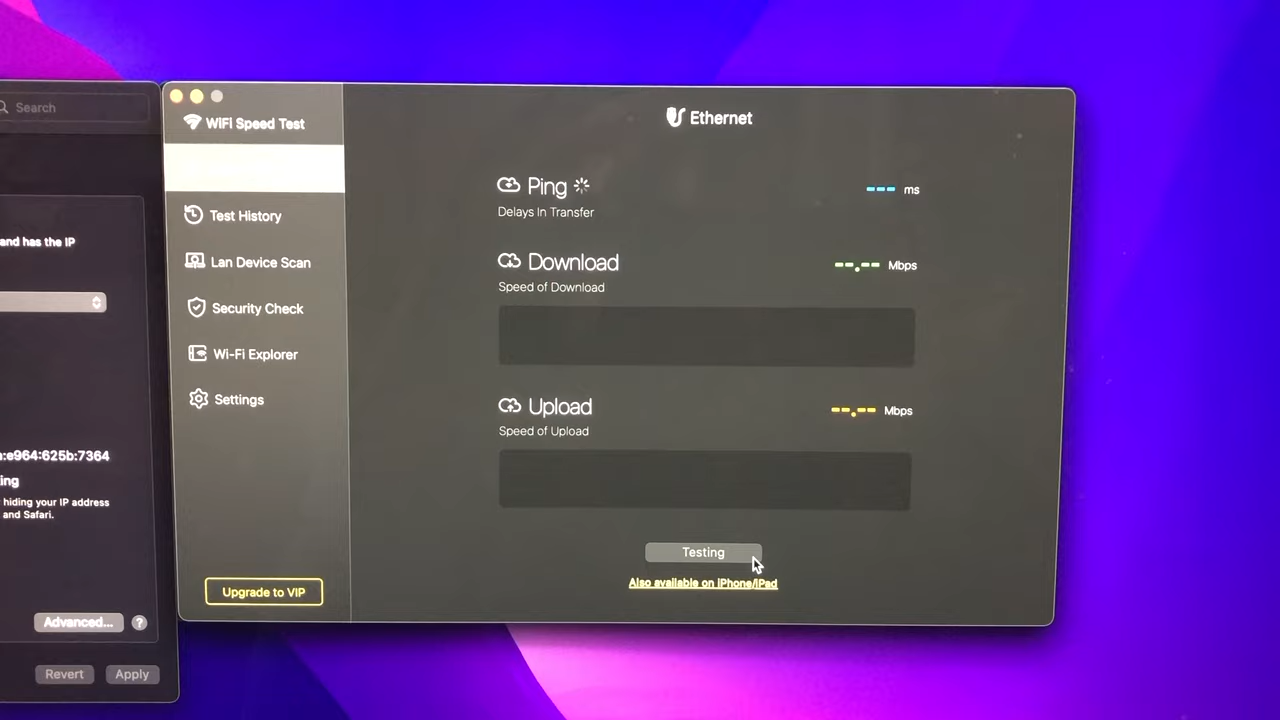 Search
and has the IP
:e964:625b:7364
ing
hiding your IP address
and Safari.
Advanced...
?
Revert
Apply
WiFi Speed Test
Test History
Lan Device Scan
Security Check
Wi-Fi Explorer
Settings
Upgrade to VIP
Ethernet
Ping
--- ms
Delays In Transfer
Download
--.-- Mbps
Speed of Download
Upload
--.-- Mbps
Speed of Upload
Testing
Also available on iPhone/iPad